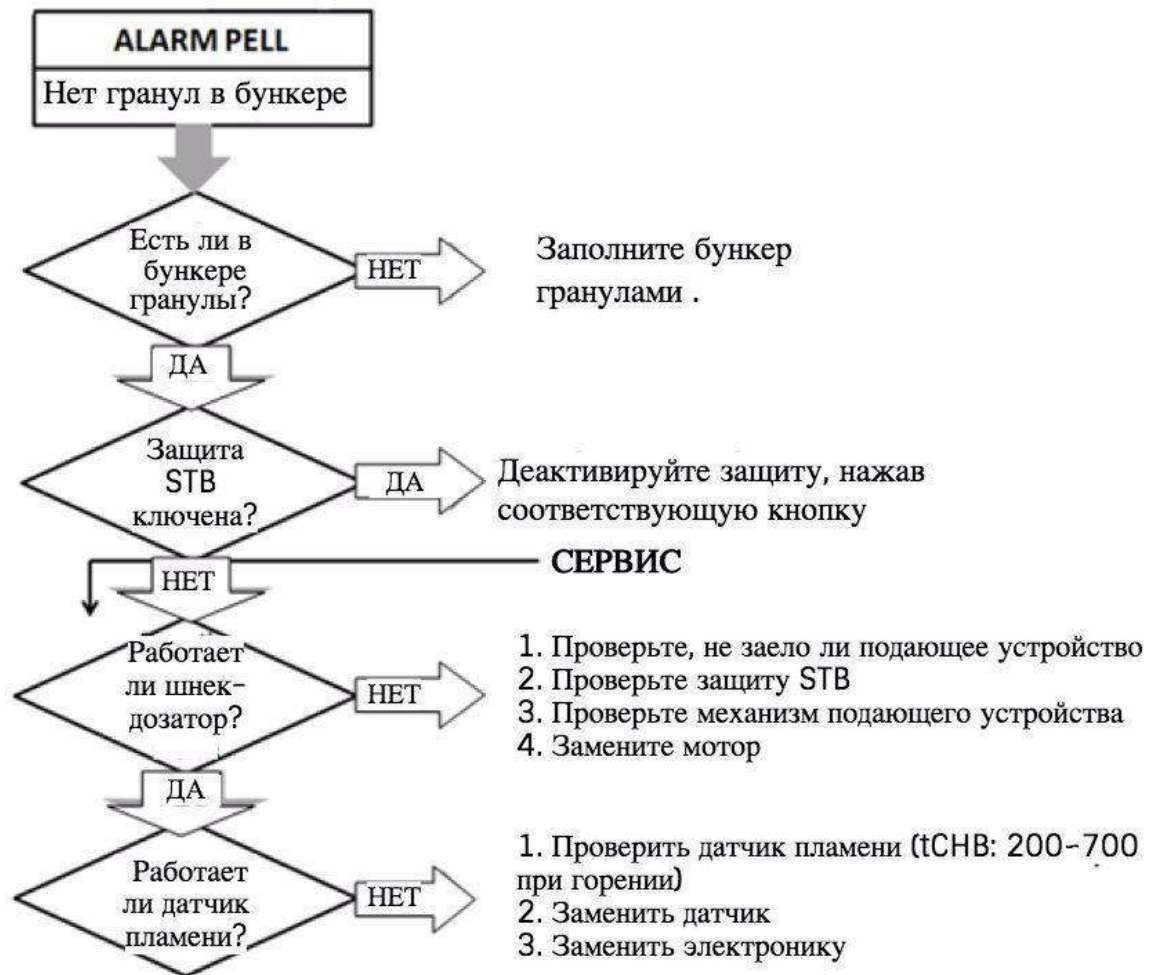 ALARM PELL
Нет гранул в бункере
Есть ли в
бункере
гранулы?
НЕТ
Заполните бункер
гранулами .
ДА
Защита
STB
ключена?
ДА
Деактивируйте защиту, нажав
соответствующую кнопку
СЕРВИС
НЕТ
Работает
ли шнек-
дозатор?
НЕТ
1. Проверьте, не заело ли подающее устройство
2. Проверьте защиту STB
3. Проверьте механизм подающего устройства
4. Замените мотор
ДА
Работает
ли датчик
пламени?
НЕТ
1. Проверить датчик пламени (tCHB: 200-700
при горении)
2. Заменить датчик
3. Заменить электронику